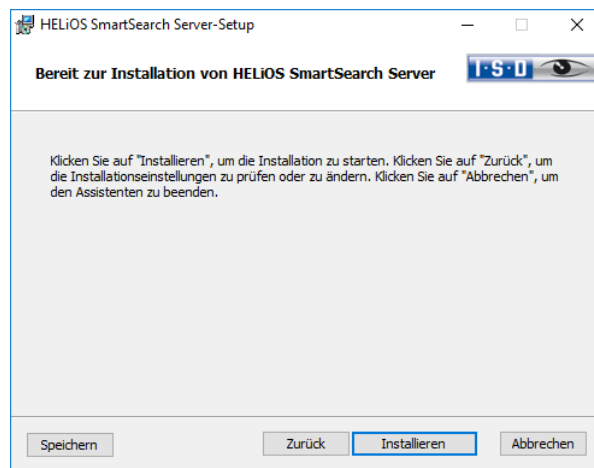 HELiOS SmartSearch Server-Setup
Bereit zur Installation von HELiOS SmartSearch Server
I·S·D
Klicken Sie auf "Installieren", um die Installation zu starten. Klicken Sie auf "Zurück", um
die Installationseinstellungen zu prüfen oder zu ändern. Klicken Sie auf "Abbrechen", um
den Assistenten zu beenden.
Speichern
Zurück
Installieren
Abbrechen